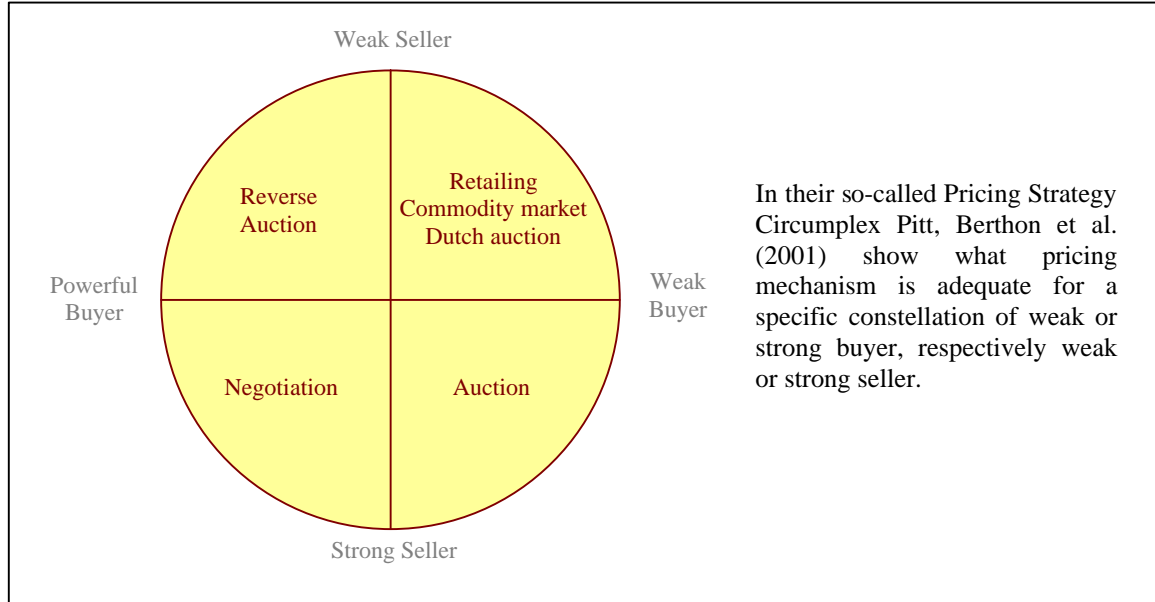 Weak Seller
Reverse
Auction
Retailing
Commodity market
Dutch auction
Powerful
Buyer
Weak
Buyer
Negotiation
Auction
Strong Seller
In their so-called Pricing Strategy
Circumplex Pitt, Berthon et al.
(2001) show what pricing
mechanism is adequate for a
specific constellation of weak or
strong buyer, respectively weak
or strong seller.